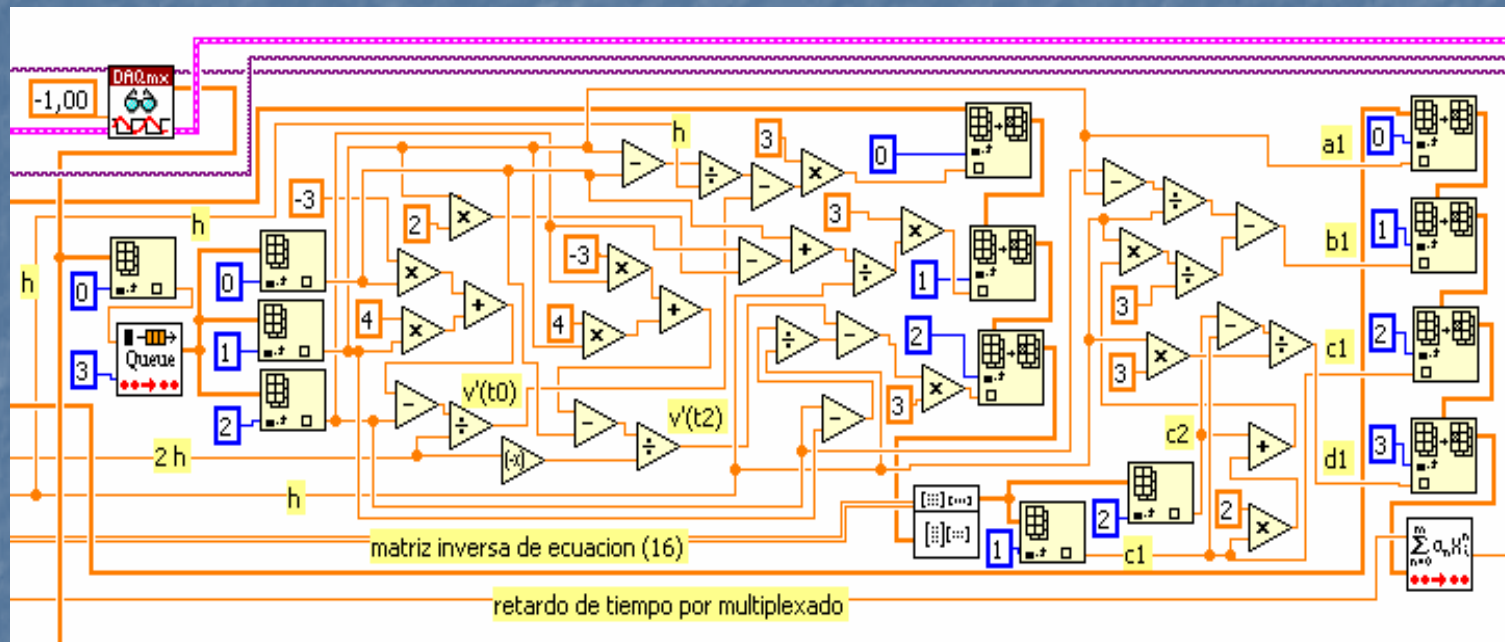 DAQmx
-1,00
h
3
0
a1
0
-3
2
h
3
b1
1
h
0
0
-3
1
3
4
4
2
c1
2
Queue
1
3
3
3
v'(t0)
v'(t2)
2
c2
d1
3
2 h
h
2
2
matriz inversa de ecuacion (16)
1
c1
retardo de tiempo por multiplexado